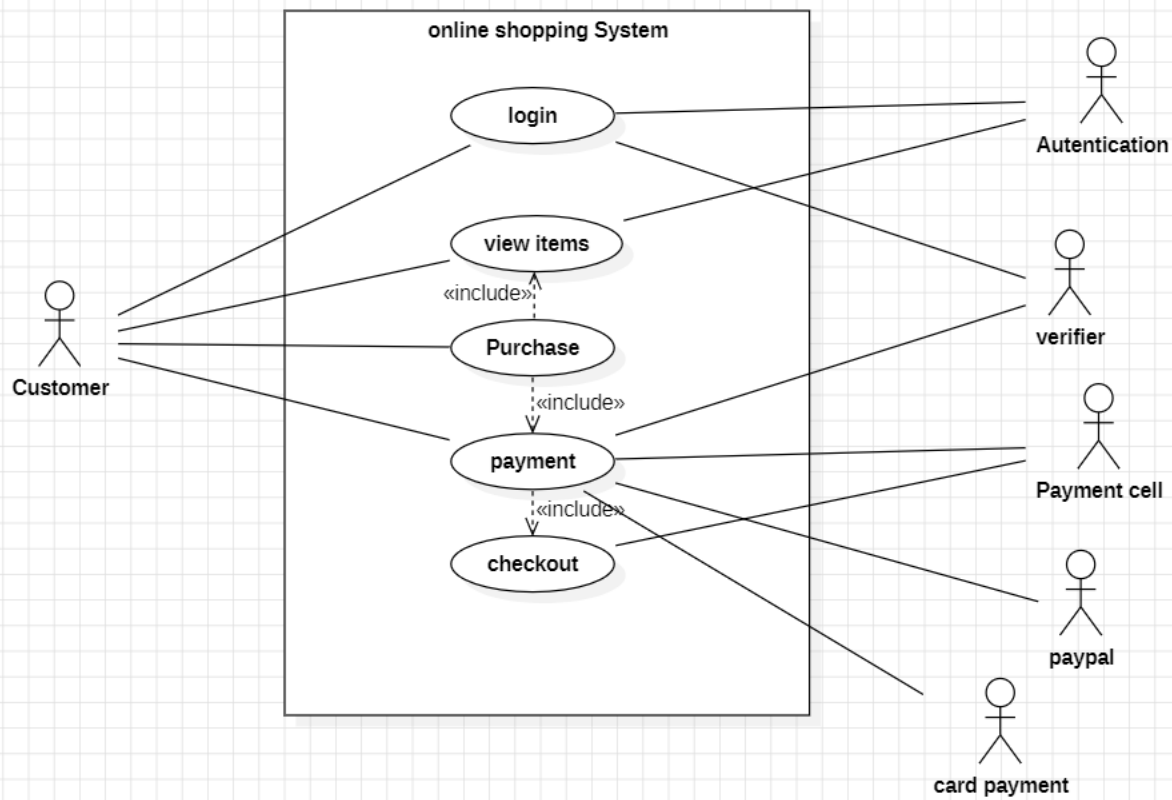 online shopping System
login
Autentication
view items
«include»
verifier
Purchase
Customer
«include»
payment
Payment cell
«include»
checkout
paypal
card payment